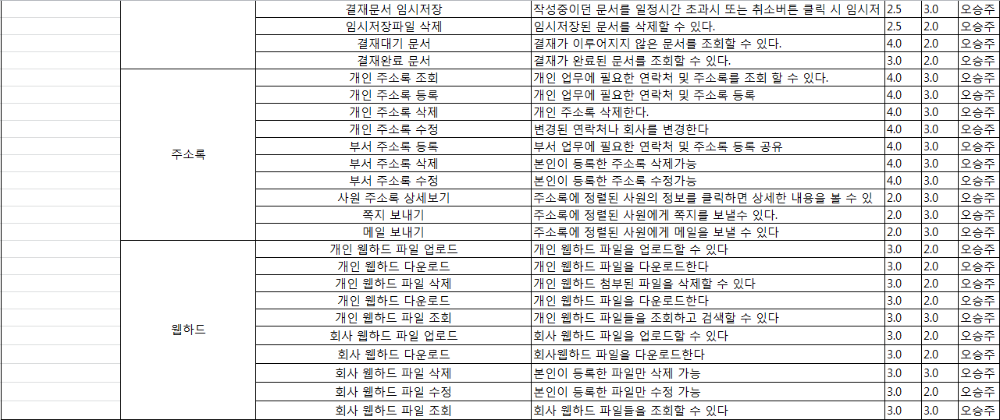 결재문서 임시저장 작성중이던 문서를 일정시간 초과시 또는 취소버튼 클릭 시 임시저 2.5 3.0 오승주
임시저장파일 삭제 임시저장된 문서를 삭제할 수 있다. 2.5 2.0 오승주
결재대기 문서 결재가 이루어지지 않은 문서를 조회할 수 있다. 4.0 2.0 오승주
결재완료 문서 결재가 완료된 문서를 조회할 수 있다. 3.0 2.0 오승주
개인 주소록 조회 개인 업무에 필요한 연락처 및 주소록를 조회 할 수 있다. 4.0 3.0 오승주
개인 주소록 등록 개인 업무에 필요한 연락처 및 주소록 등록 4.0 3.0 오승주
개인 주소록 삭제 개인 주소록 삭제한다. 4.0 3.0 오승주
개인 주소록 수정 변경된 연락처나 회사를 변경한다 4.0 3.0 오승주
부서 주소록 등록 부서 업무에 필요한 연락처 및 주소록 등록 공유 4.0 3.0 오승주
주소록
부서 주소록 삭제 본인이 등록한 주소록 삭제가능 4.0 3.0 오승주
부서 주소록 수정 본인이 등록한 주소록 수정가능 4.0 3.0 오승주
사원 주소록 상세보기 주소록에 정렬된 사원의 정보를 클릭하면 상세한 내용을 볼 수 있 2.0 3.0 오승주
쪽지 보내기 주소록에 정렬된 사원에게 쪽지를 보낼수 있다. 2.0 3.0 오승주
메일 보내기 주소록에 정렬된 사원에게 메일을 보낼 수 있다 2.0 3.0 오승주
개인 웹하드 파일 업로드 개인 웹하드 파일을 업로드할 수 있다 3.0 2.0 오승주
개인 웹하드 다운로드 개인 웹하드 파일을 다운로드한다 3.0 2.0 오승주
개인 웹하드 파일 삭제 개인 웹하드 첨부된 파일을 삭제할 수 있다 3.0 2.0 오승주
개인 웹하드 다운로드 개인 웹하드 파일을 다운로드한다 3.0 2.0 오승주
개인 웹하드 파일 조회 개인 웹하드 파일들을 조회하고 검색할 수 있다 3.0 3.0 오승주
웹하드
회사 웹하드 파일 업로드 회사 웹하드 파일을 업로드할 수 있다 3.0 2.0 오승주
회사 웹하드 다운로드 회사웹하드 파일을 다운로드한다 3.0 2.0 오승주
회사 웹하드 파일 삭제 본인이 등록한 파일만 삭제 가능 3.0 3.0 오승주
회사 웹하드 파일 수정 본인이 등록한 파일만 수정 가능 3.0 2.0 오승주
회사 웹하드 파일 조회 회사 웹하드 파일들을 조회할 수 있다 3.0 3.0 오승주